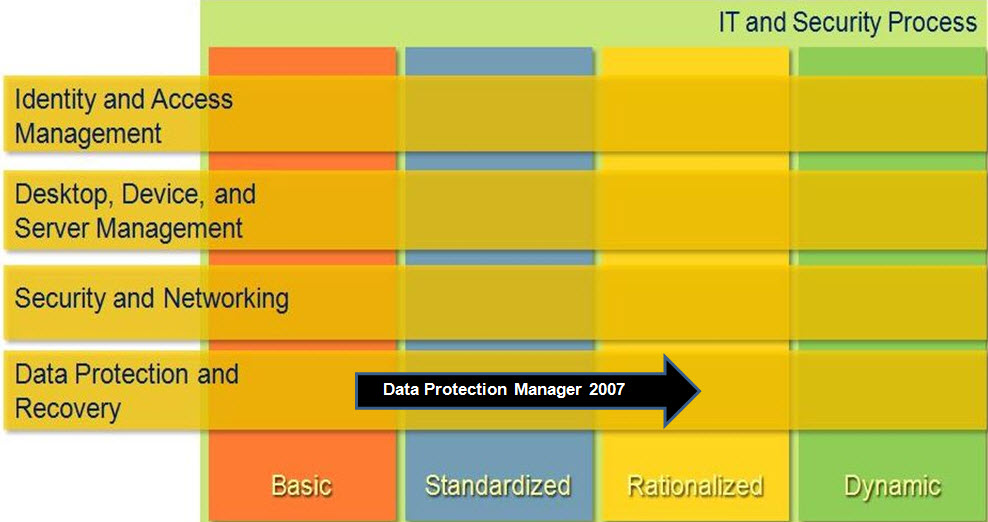 IT and Security Process
Identity and Access
Management
Desktop, Device, and
Server Management
Security and Networking
Data Protection and
Recovery
Data Protection Manager 2007
Basic
Standardized
Rationalized
Dynamic